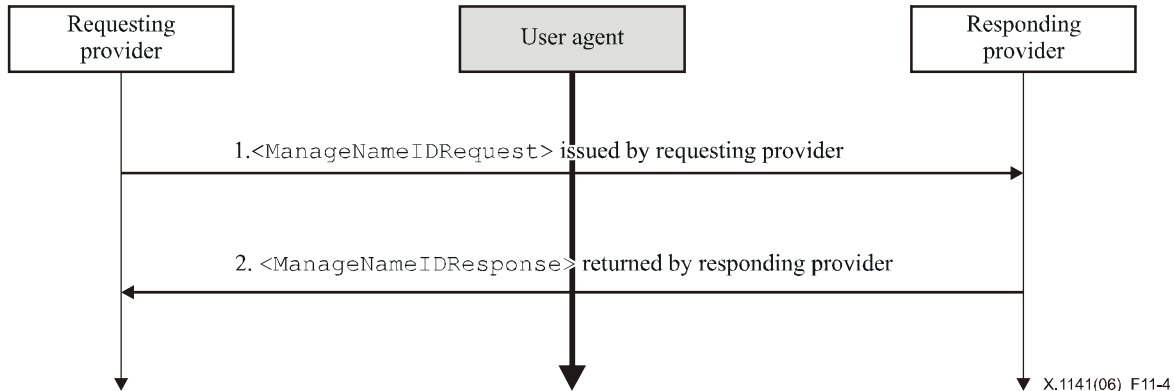 Requesting
provider
User agent
Responding
provider
1.<ManageNameIDRequest> issued by requesting provider
2. <ManageNameIDResponse> returned by responding provider
X.1141(06)_F11-4